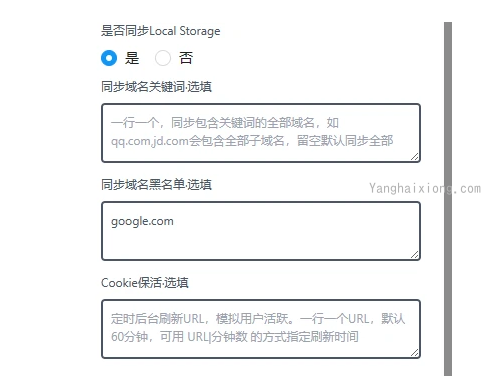 是否同步Local Storage
是 否
同步域名关键词·选填
一行一个，同步包含关键词的全部域名，如
qq.com,jd.com会包含全部子域名，留空默认同步全部
同步域名黑名单·选填
Yanghaixiong.com
google.com
Cookie保活·选填
定时后台刷新URL，模拟用户活跃。一行一个URL，默认
60分钟，可用 URL|分钟数 的方式指定刷新时间